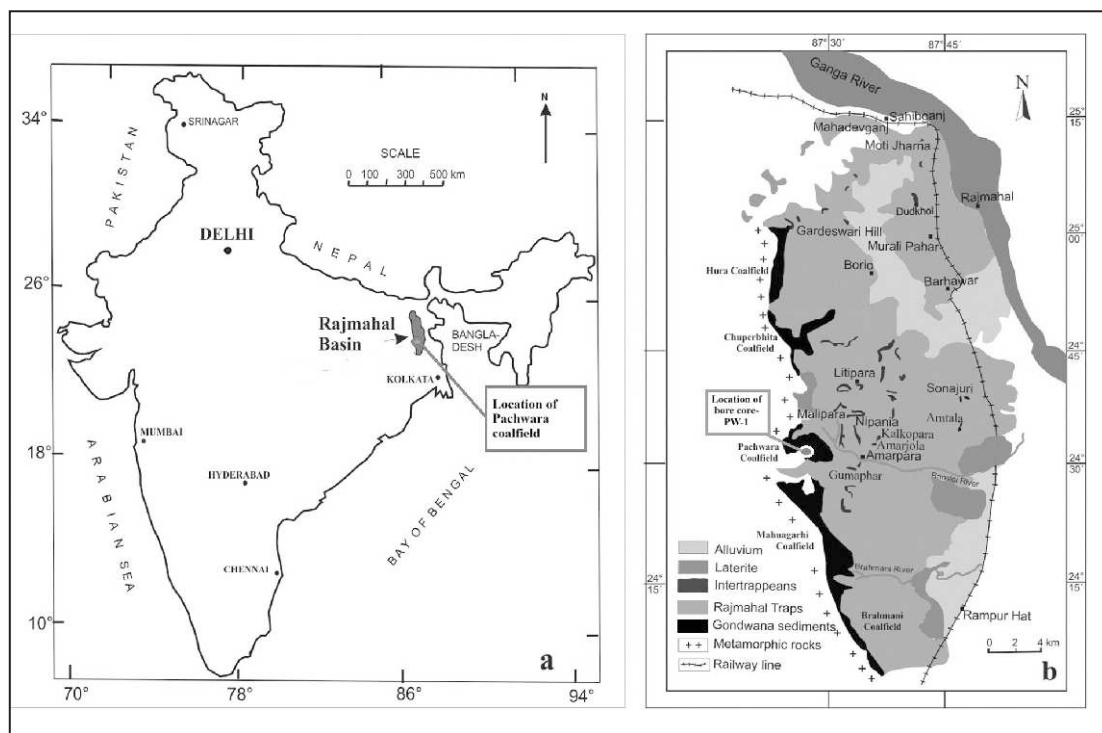 34°
26°
18°
10°
70°
78°
86°
94°
SRINAGAR
PAKISTAN
DELHI
NEPAL
SCALE
0 100 300 500 km
N
Rajmahal
Basin
BANGLA-
DESH
KOLKATA
Location of
Pachwara
coalfield
MUMBAI
HYDERABAD
CHENNAI
ARABIAN SEA
BAY OF BENGAL
a
87° 30'
87° 45'
Ganga River
N
25°
15'
Sahibganj
Mahadevganj
Moti Jharna
Rajmahal
Dudkhol
25°
00'
Gardeswari Hill
Murali Pahar
Hura Coalfield
Borio
Barhawar
Chuperbhita
Coalfield
24°
45'
Litipara
Sonajuri
Location of
bore core-
PW-1
Malipara
Nipania
Amtala
Kalkopara
Amarjola
Pachwara
Coalfield
Amarpara
24°
30'
Gumaphar
Bansloi River
Mahuagarhi
Coalfield
Alluvium
Laterite
Intertrappeans
Rajmahal Traps
Gondwana sediments
+ + Metamorphic rocks
Railway line
Brahmani River
24°
15'
24°
15'
Brahmani
Coalfield
Rampur Hat
0 2 4 km
b